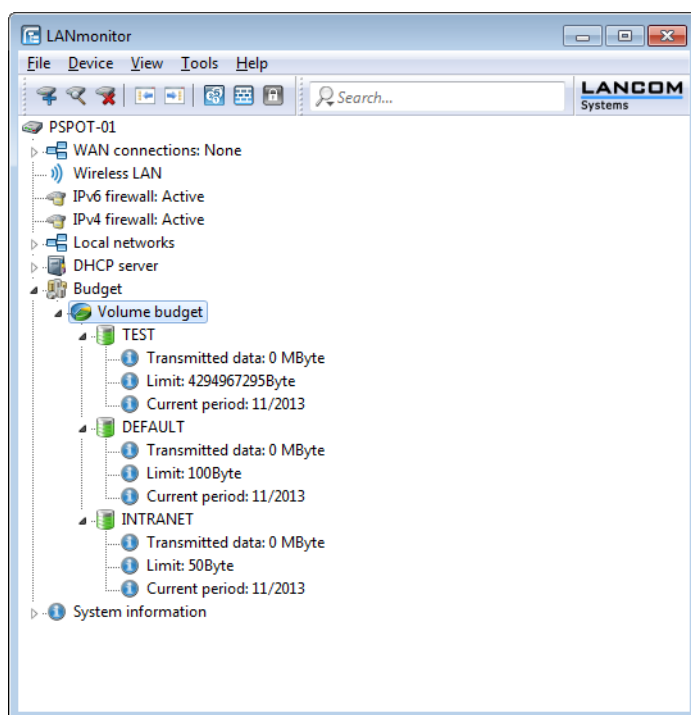 LANmonitor
File Device View Tools Help
Search...
LANCOM
Systems
PSPOT-01
WAN connections: None
Wireless LAN
IPv6 firewall: Active
IPv4 firewall: Active
Local networks
DHCP server
Budget
Volume budget
TEST
Transmitted data: 0 MByte
Limit: 4294967295Byte
Current period: 11/2013
DEFAULT
Transmitted data: 0 MByte
Limit: 100Byte
Current period: 11/2013
INTRANET
Transmitted data: 0 MByte
Limit: 50Byte
Current period: 11/2013
System information